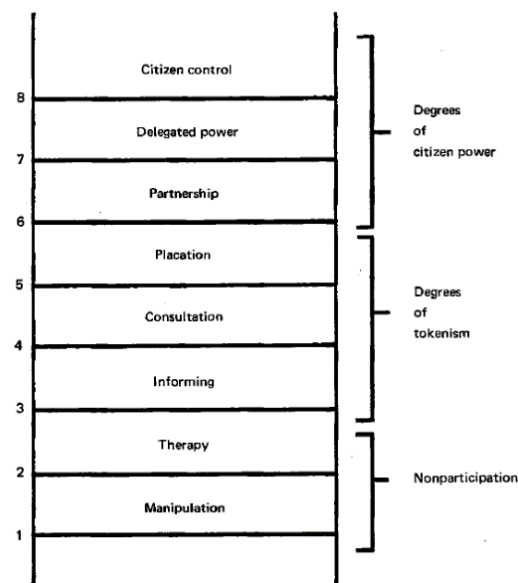 Citizen control
8
Delegated power
7
Partnership
6
Placation
5
Consultation
4
Informing
3
Therapy
2
Manipulation
1
Degrees
of
citizen power
Degrees
of
tokenism
Nonparticipation